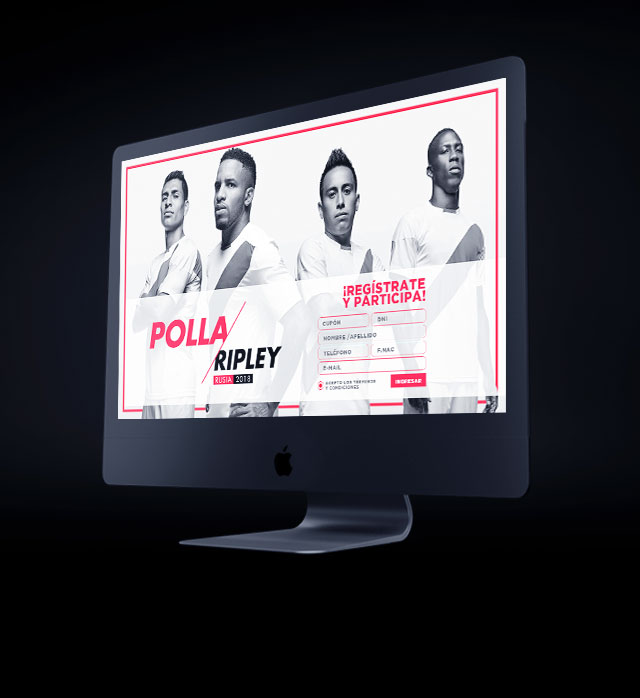 ¡REGÍSTRATE
Y PARTICIPA!
POLLA
RIPLEY
RUSIA 2018
CUPÓN
DNI
NOMBRE / APELLIDO
TELÉFONO
F.NAC
E-MAIL
ACEPTO LOS TÉRMINOS
Y CONDICIONES
INGRESAR